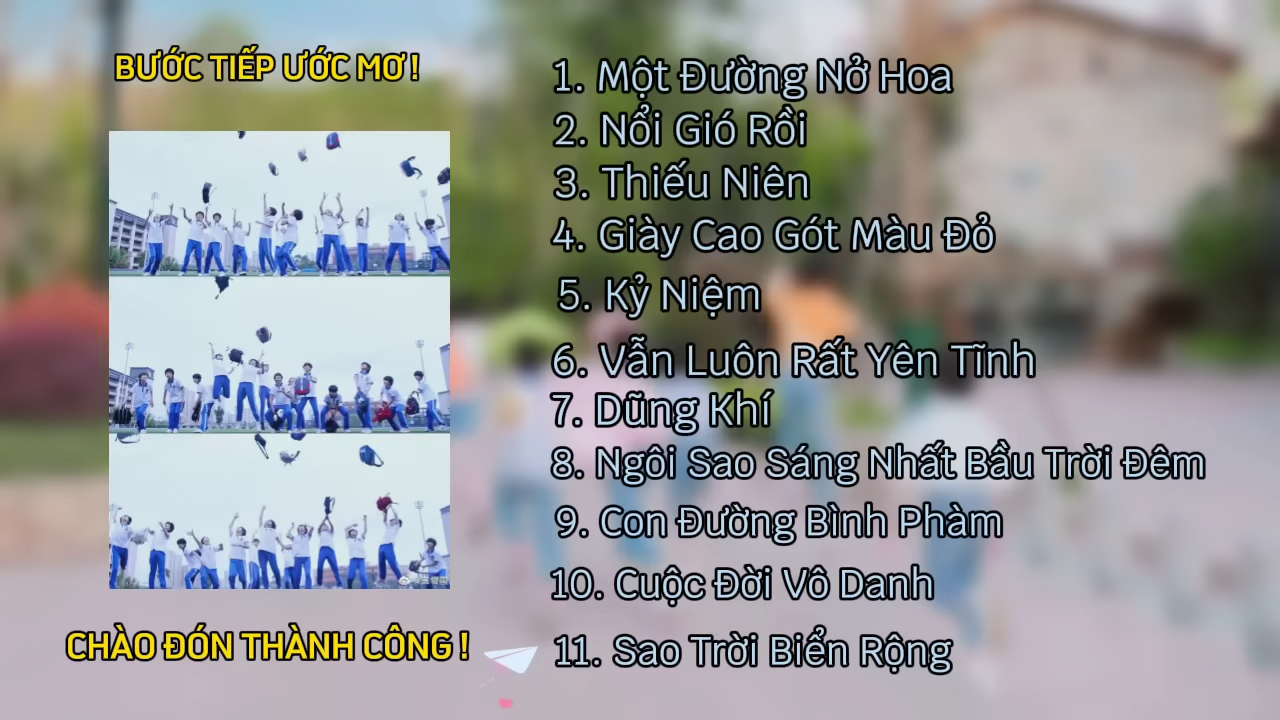 BƯỚC TIẾP ƯỚC MƠ !
CHÀO ĐÓN THÀNH CÔNG !
1. Một Đường Nở Hoa
2. Nổi Gió Rồi
3. Thiếu Niên
4. Giày Cao Gót Màu Đỏ
5. Kỷ Niệm
6. Vẫn Luôn Rất Yên Tĩnh
7. Dũng Khí
8. Ngôi Sao Sáng Nhất Bầu Trời Đêm
9. Con Đường Bình Phàm
10. Cuộc Đời Vô Danh
11. Sao Trời Biển Rộng